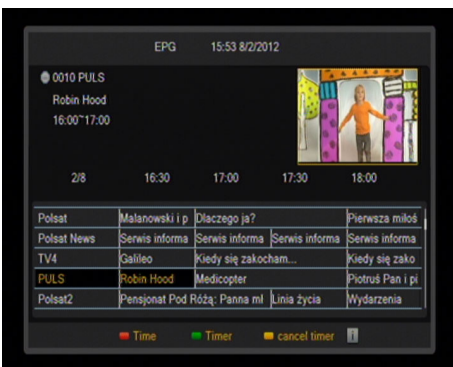 EPG 15:53 8/2/2012
0010 PULS
Robin Hood
16:00~17:00
2/8 16:30 17:00 17:30 18:00
Polsat Malanowski i p Dlaczego ja? Pierwsza miłoś
Polsat News Serwis informa Serwis informa Serwis informa Serwis informa
TV4 Galileo Kiedy się zakocham... Kiedy się zako
PULS Robin Hood Medicopter Piotruś Pan i pi
Polsat2 Pensjonat Pod Różą: Panna mł Linia życia Wydarzenia
Time Timer cancel timer i